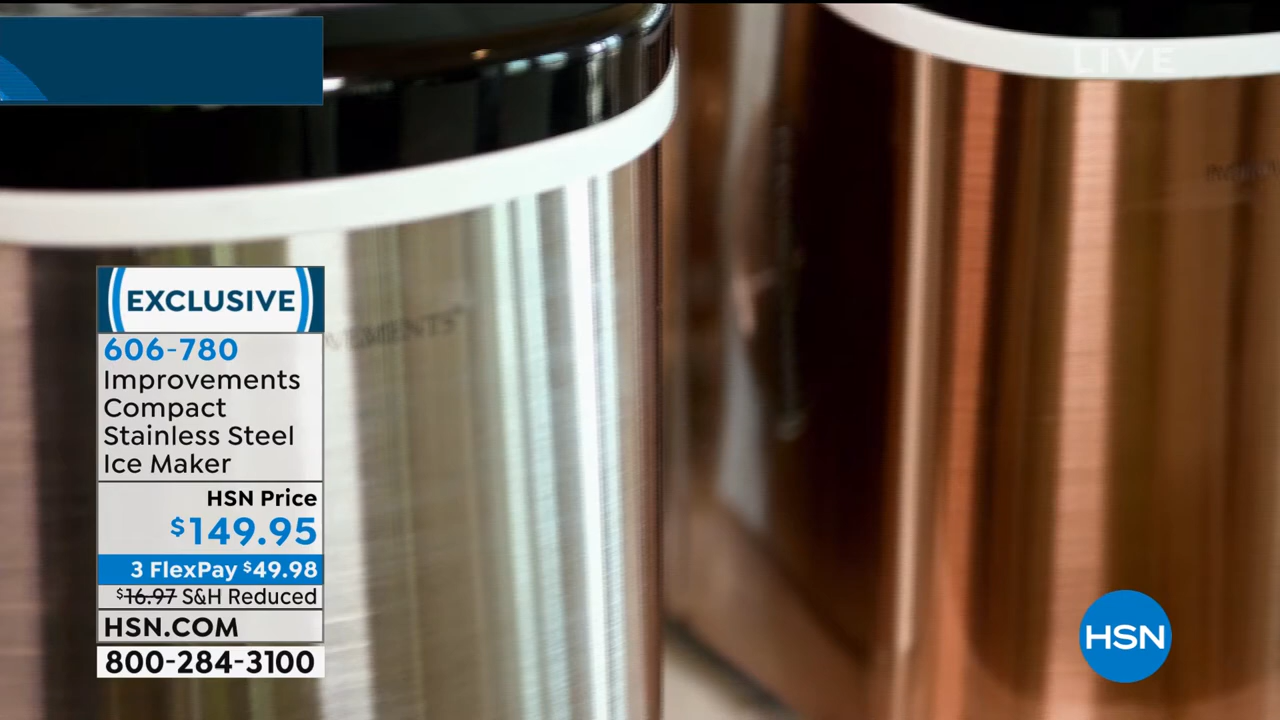 LIVE
EXCLUSIVE
606-780
Improvements
Compact
Stainless Steel
Ice Maker
HSN Price
$149.95
3 FlexPay $49.98
$16.97 S&H Reduced
HSN.COM
800-284-3100
HSN